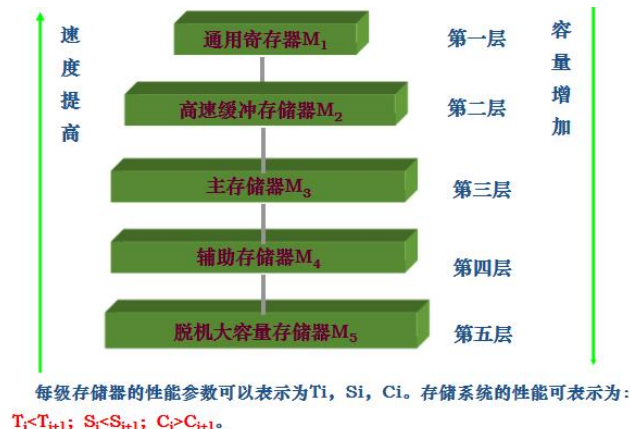 速度提高
容量增加
通用寄存器M₁
第一层
高速缓冲存储器M₂
第二层
主存储器M₃
第三层
辅助存储器M₄
第四层
脱机大容量存储器M₅
第五层
每级存储器的性能参数可以表示为Ti，Si，Ci。存储系统的性能可表示为：
Tᵢ<Tᵢ₊₁；Sᵢ<Sᵢ₊₁；Cᵢ>Cᵢ₊₁。